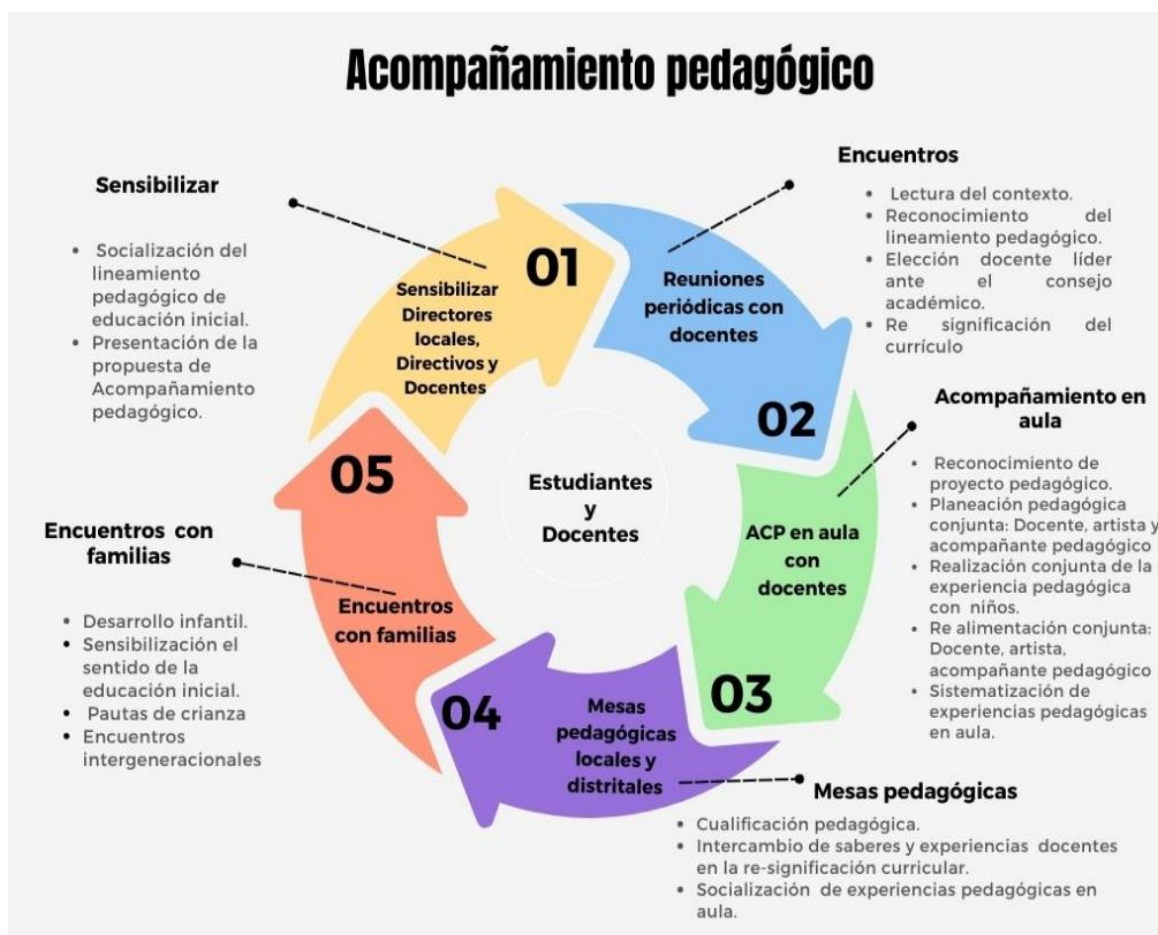 Acompañamiento pedagógico
Sensibilizar
• Socialización del
lineamiento
pedagógico de
educación inicial.
• Presentación de la
propuesta de
Acompañamiento
pedagógico.
01
Sensibilizar
Directores
locales,
Directivos y
Docentes
Encuentros
• Lectura del contexto.
• Reconocimiento del
lineamiento pedagógico.
• Elección docente líder
ante el consejo
académico.
• Re significación del
currículo
Reuniones
periódicas con
docentes
02
Acompañamiento en
aula
• Reconocimiento de
proyecto pedagógico.
• Planeación pedagógica
conjunta: Docente, artista y
acompañante pedagógico
• Realización conjunta de la
experiencia pedagógica
con niños.
• Re alimentación conjunta:
Docente, artista,
acompañante pedagógico
• Sistematización de
experiencias pedagógicas
en aula.
ACP en aula
con
docentes
03
Estudiantes
y
Docentes
Mesas pedagógicas
• Cualificación pedagógica.
• Intercambio de saberes y experiencias docentes
en la re-significación curricular.
• Socialización de experiencias pedagógicas en
aula.
04
Mesas
pedagógicas
locales y
distritales
Encuentros con
familias
• Desarrollo infantil.
• Sensibilización el
sentido de la
educación inicial.
• Pautas de crianza
• Encuentros
intergeneracionales
05
Encuentros
con familias